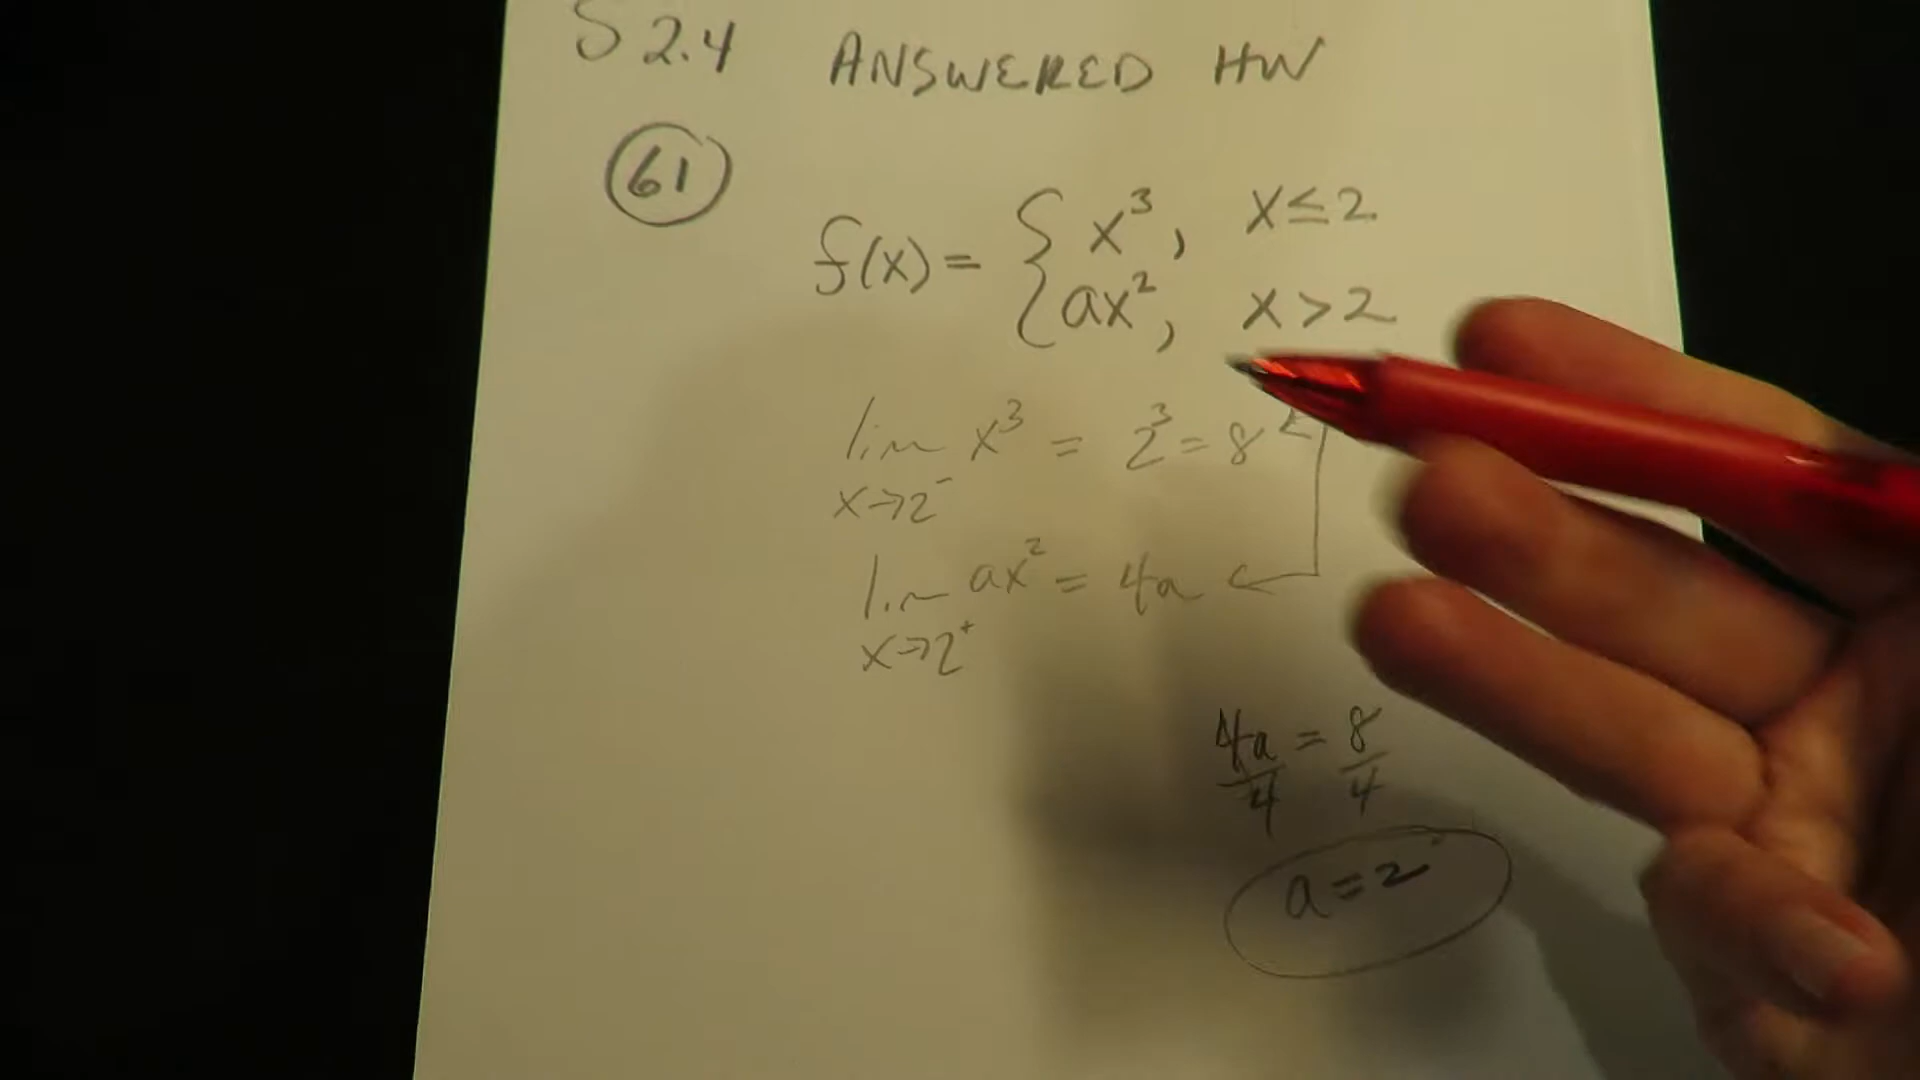 S 2.4 ANSWERED HW
61
f(x) = { x³, x ≤ 2
ax², x > 2
lim x³ = 2³ = 8
x→2⁻
lim ax² = 4a
x→2⁺
4a/4 = 8/4
a = 2